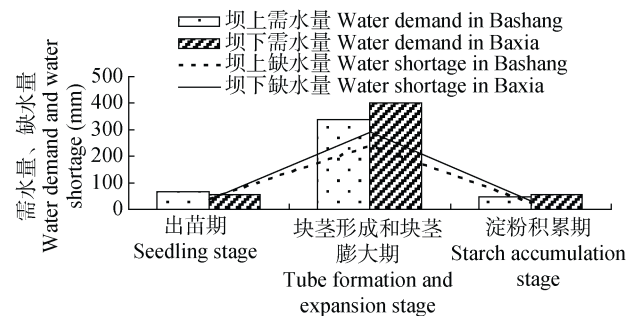 坝上需水量 Water demand in Bashang
坝下需水量 Water demand in Baxia
坝上缺水量 Water shortage in Bashang
坝下缺水量 Water shortage in Baxia
需水量、缺水量
Water demand and water
shortage (mm)
500
400
300
200
100
0
出苗期
Seedling stage
块茎形成和块茎
膨大期
Tube formation and
expansion stage
淀粉积累期
Starch accumulation
stage